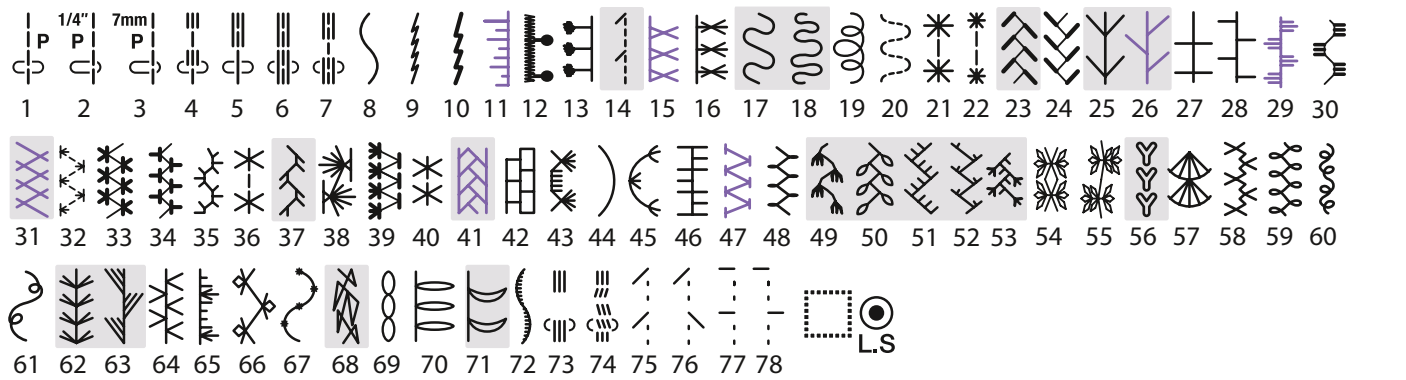 1/4" 7mm
P P P
1 2 3 4 5 6 7 8 9 10 11 12 13 14 15 16 17 18 19 20 21 22 23 24 25 26 27 28 29 30
31 32 33 34 35 36 37 38 39 40 41 42 43 44 45 46 47 48 49 50 51 52 53 54 55 56 57 58 59 60
L.S
61 62 63 64 65 66 67 68 69 70 71 72 73 74 75 76 77 78